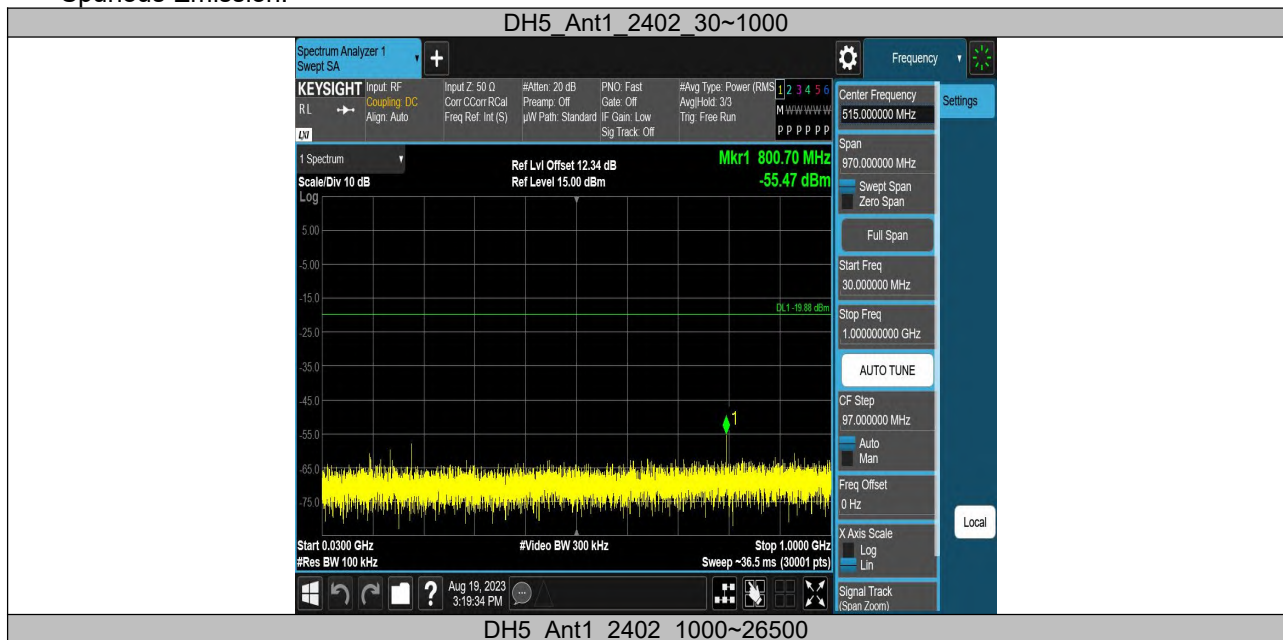 Spurious Emission:
DH5_Ant1_2402_30~1000
Spectrum Analyzer 1
Swept SA
+
Frequency
KEYSIGHT
RL
LXI
Input: RF
Coupling: DC
Align: Auto
Input Z: 50 Ω
Corr CCorr RCal
Freq Ref: Int (S)
#Atten: 20 dB
Preamp: Off
µW Path: Standard
PNO: Fast
Gate: Off
IF Gain: Low
Sig Track: Off
#Avg Type: Power (RMS
Avg|Hold: 3/3
Trig: Free Run
1 2 3 4 5 6
M W W W W W
P P P P P P
1 Spectrum
Scale/Div 10 dB
Log
Ref Lvl Offset 12.34 dB
Ref Level 15.00 dBm
Mkr1 800.70 MHz
-55.47 dBm
5.00
-5.00
-15.0
DL1 -19.88 dBm
-25.0
-35.0
-45.0
1
-55.0
-65.0
-75.0
Start 0.0300 GHz
#Res BW 100 kHz
#Video BW 300 kHz
Stop 1.0000 GHz
Sweep ~36.5 ms (30001 pts)
?
Aug 19, 2023
3:19:34 PM
Center Frequency
515.000000 MHz
Settings
Span
970.000000 MHz
Swept Span
Zero Span
Full Span
Start Freq
30.000000 MHz
Stop Freq
1.000000000 GHz
AUTO TUNE
CF Step
97.000000 MHz
Auto
Man
Freq Offset
0 Hz
Local
X Axis Scale
Log
Lin
Signal Track
(Span Zoom)
DH5_Ant1_2402_1000~26500